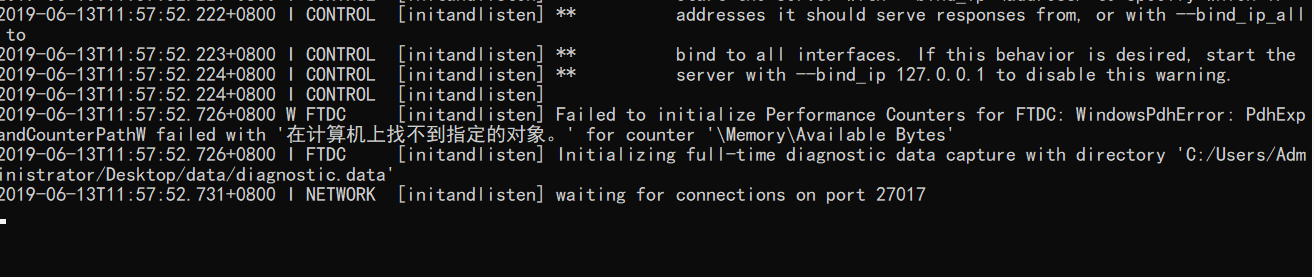 2019-06-13T11:57:52.222+0800 I CONTROL  [initandlisten] **          addresses it should serve responses from, or with --bind_ip_all
to
2019-06-13T11:57:52.223+0800 I CONTROL  [initandlisten] **          bind to all interfaces. If this behavior is desired, start the
2019-06-13T11:57:52.224+0800 I CONTROL  [initandlisten] **          server with --bind_ip 127.0.0.1 to disable this warning.
2019-06-13T11:57:52.224+0800 I CONTROL  [initandlisten]
2019-06-13T11:57:52.726+0800 W FTDC     [initandlisten] Failed to initialize Performance Counters for FTDC: WindowsPdhError: PdhExp
andCounterPathW failed with '在计算机上找不到指定的对象。' for counter '\Memory\Available Bytes'
2019-06-13T11:57:52.726+0800 I FTDC     [initandlisten] Initializing full-time diagnostic data capture with directory 'C:/Users/Adm
inistrator/Desktop/data/diagnostic.data'
2019-06-13T11:57:52.731+0800 I NETWORK  [initandlisten] waiting for connections on port 27017